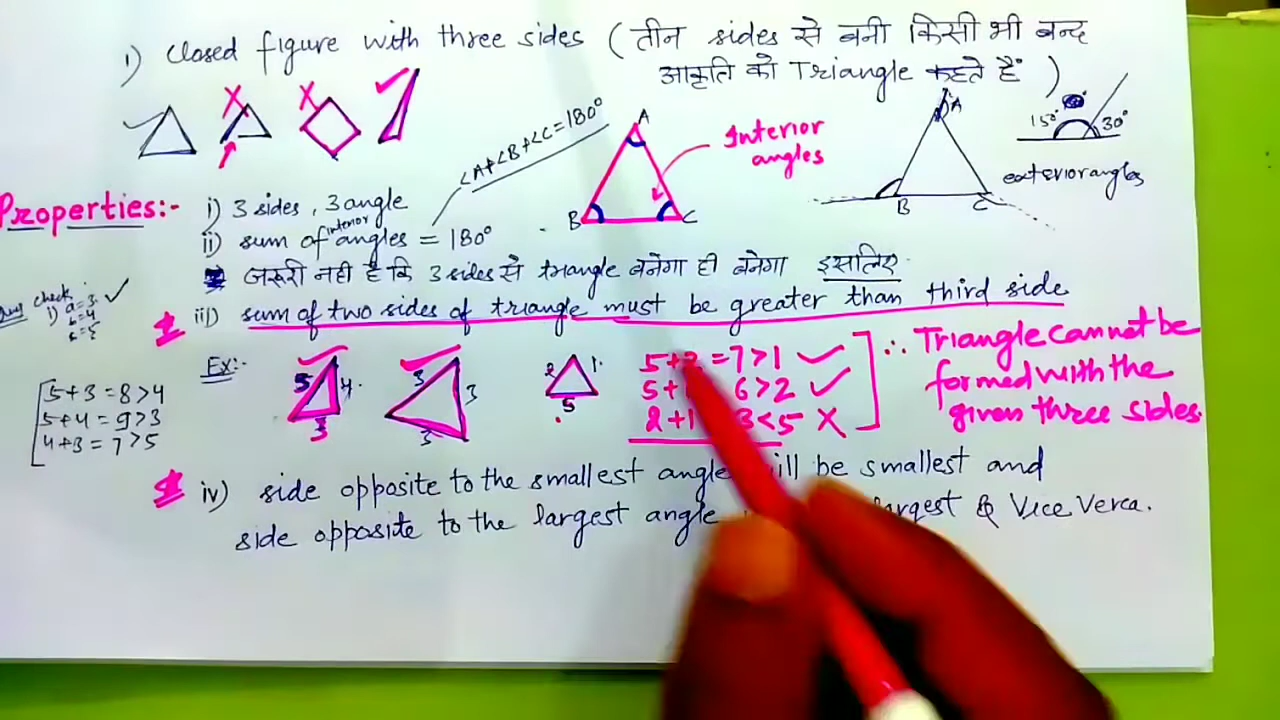 i) Closed figure with three sides ( तीन sides से बनी किसी भी बन्द
आकृति को Triangle कहते हैं )
∠A+∠B+∠C=180°
A
B
C
Interior
angles
A
B
C
150°
30°
exterior angles
Properties:-
i) 3 sides, 3 angle
ii) sum of interior angles = 180°
जरूरी नही है कि 3 sides से triangle बनेगा ही बनेगा इसलिए
iii) sum of two sides of triangle must be greater than third side
check
i) a=3
b=4
c=5
5+3=8>4
5+4=9>3
4+3=7>5
Ex:-
5
4
3
3
3
3
2
1
5
5+2=7>1
5+1 6>2
2+1 3<5
∴ Triangle cannot be
formed with the
given three sides.
iv) side opposite to the smallest angle will be smallest and
side opposite to the largest angle largest & Vice Verca.